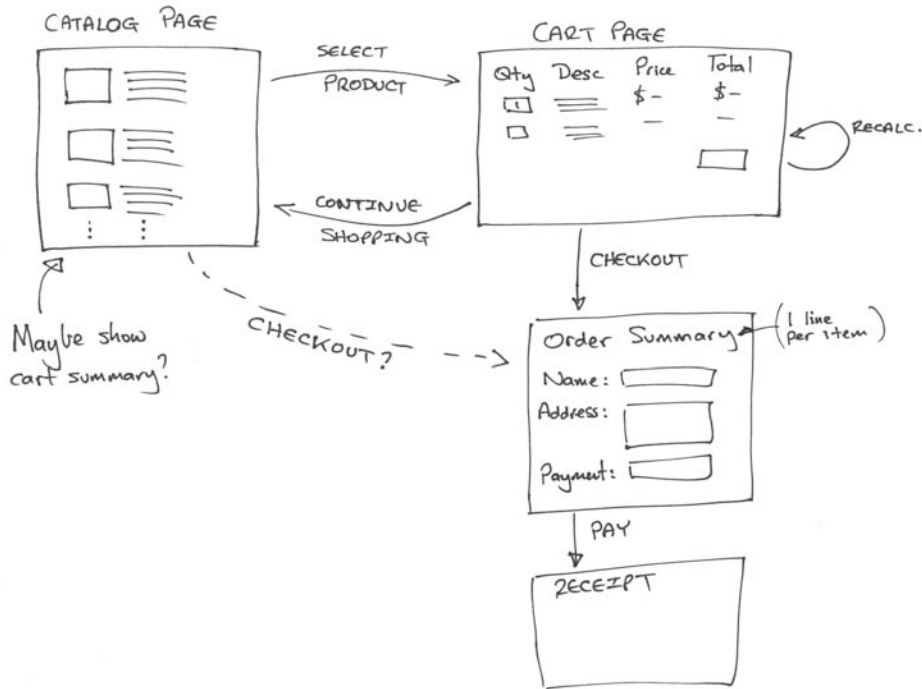 CATALOG PAGE
SELECT
PRODUCT
CART PAGE
Qty Desc Price Total
1 $- $-
- -
RECALC.
CONTINUE
SHOPPING
CHECKOUT
Maybe show
cart summary?
CHECKOUT?
Order Summary
(1 line
per item)
Name:
Address:
Payment:
PAY
RECEIPT